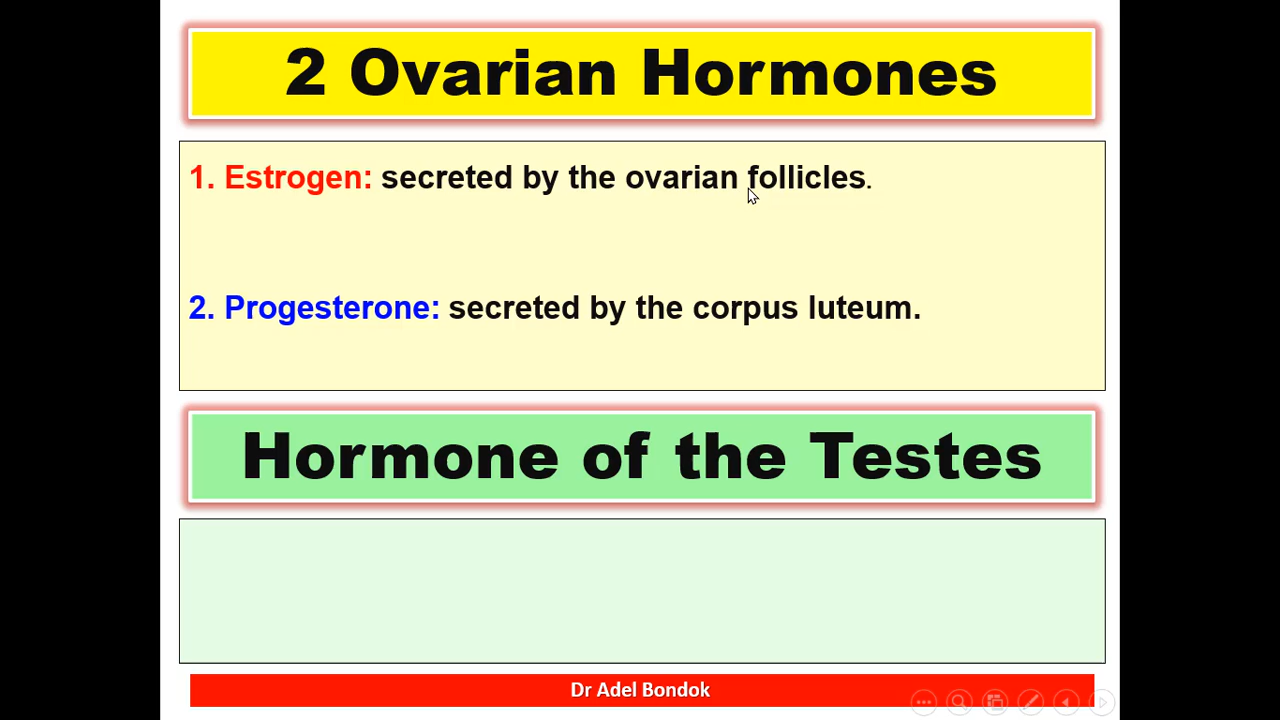 2 Ovarian Hormones
1. Estrogen: secreted by the ovarian follicles.
2. Progesterone: secreted by the corpus luteum.
Hormone of the Testes
Dr Adel Bondok